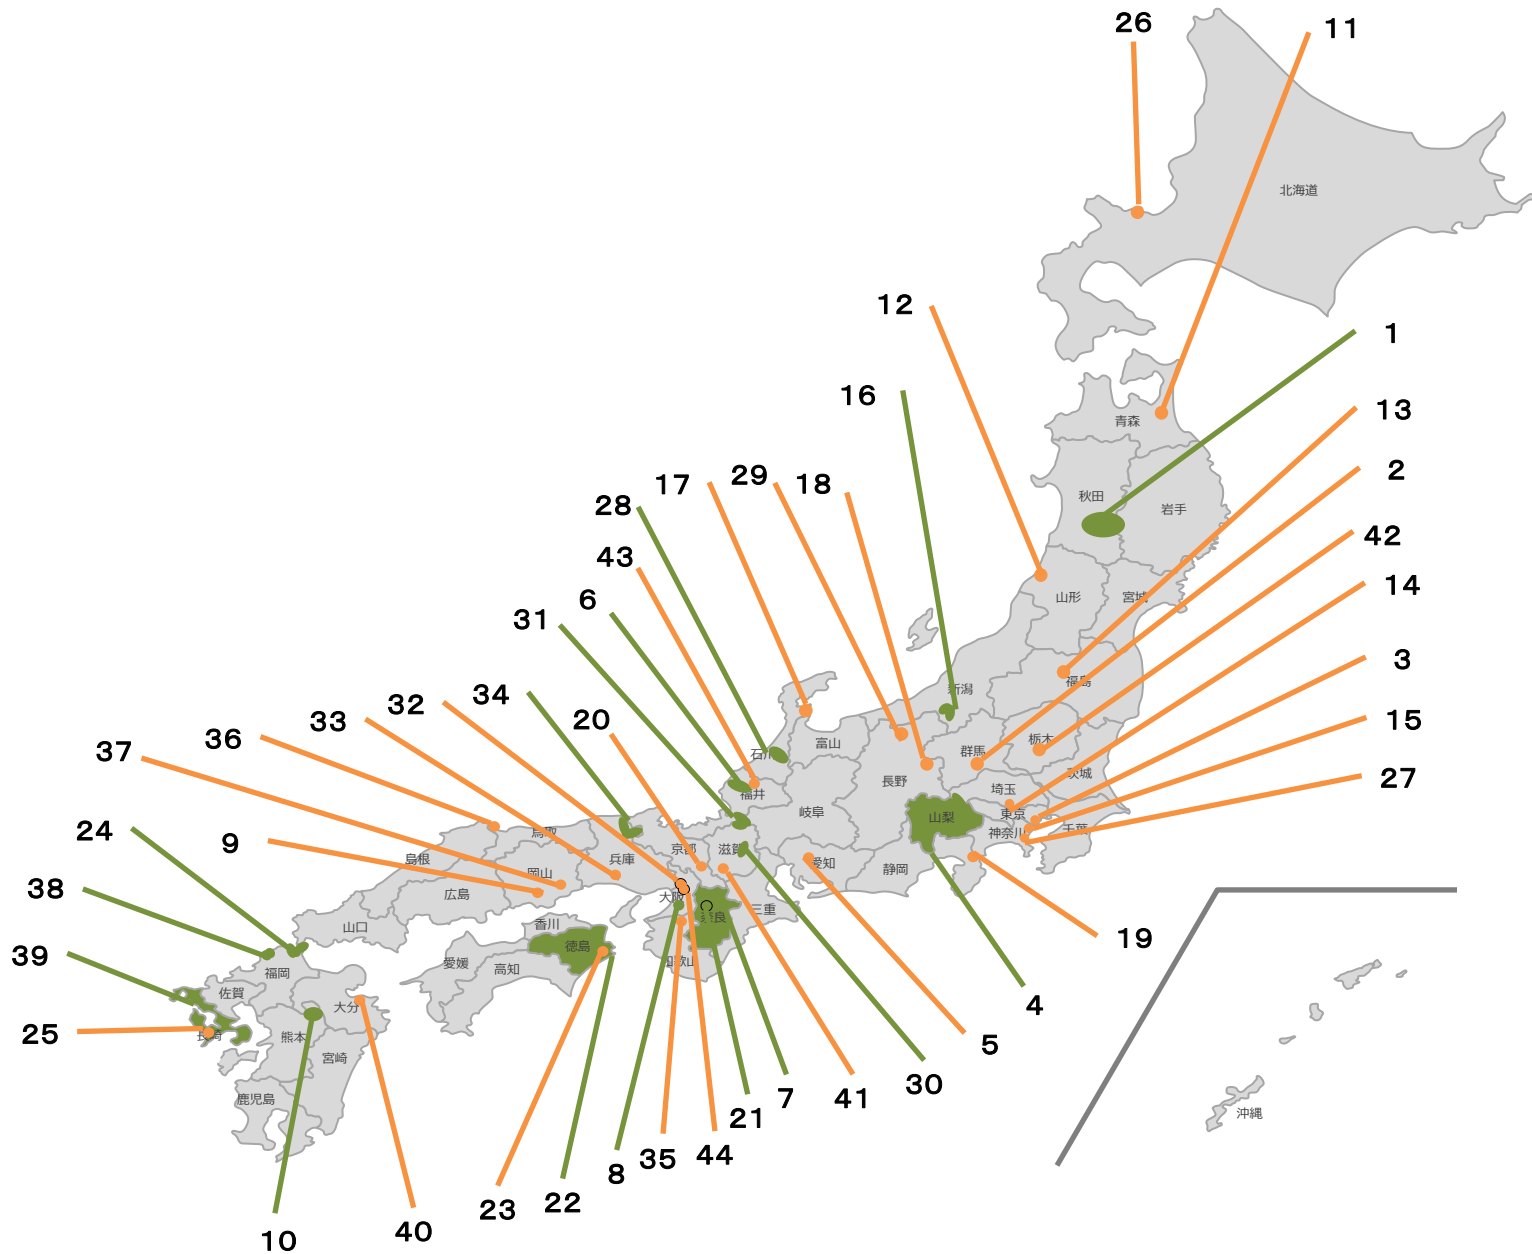 26
11
北海道
12
1
16
13
青森
2
17
29
18
秋田
28
岩手
42
43
14
6
山形
宮城
31
3
福島
34
新潟
32
20
15
33
36
富山
群馬
栃木
37
石川
茨城
27
長野
埼玉
福井
岐阜
東京
山梨
24
鳥取
神奈川
千葉
9
京都
滋賀
島根
兵庫
愛知
岡山
静岡
38
広島
大阪
三重
奈良
香川
山口
19
徳島
39
愛媛
高知
和歌山
福岡
佐賀
4
大分
25
長崎
熊本
5
宮崎
30
鹿児島
7
41
21
沖縄
35
44
8
23
22
40
10